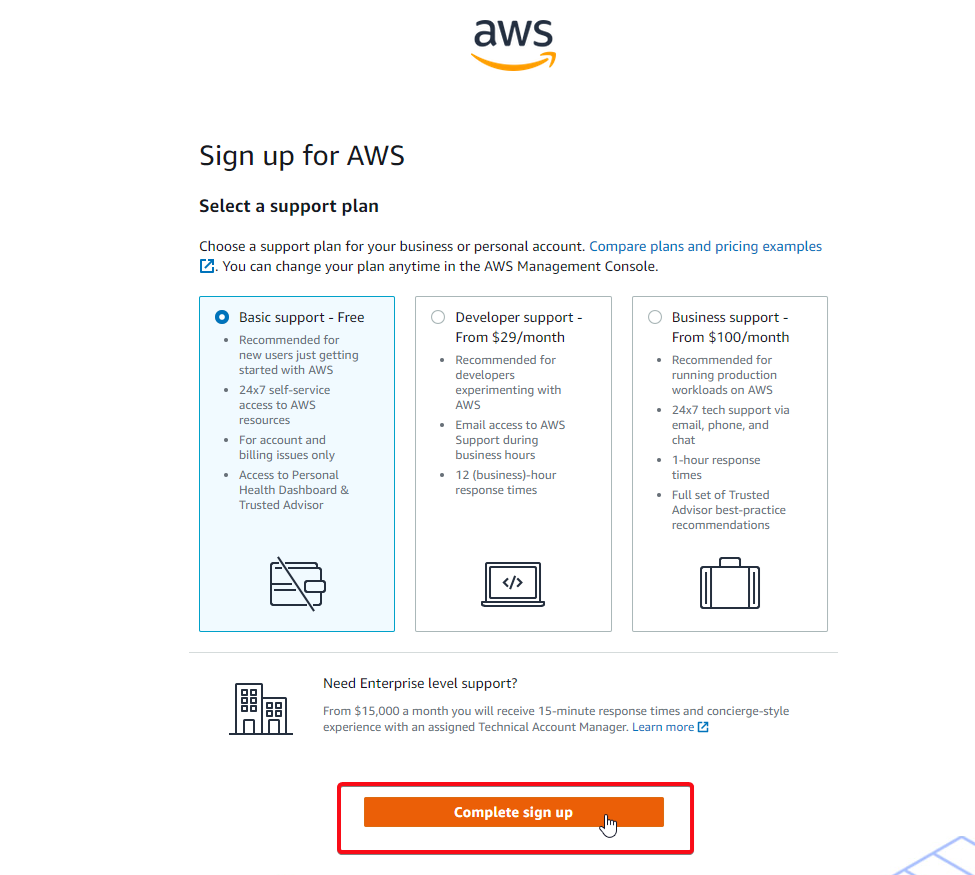 aws
Sign up for AWS
Select a support plan
Choose a support plan for your business or personal account. Compare plans and pricing examples
. You can change your plan anytime in the AWS Management Console.
Basic support - Free
• Recommended for
new users just getting
started with AWS
• 24x7 self-service
access to AWS
resources
• For account and
billing issues only
• Access to Personal
Health Dashboard &
Trusted Advisor
Developer support -
From $29/month
• Recommended for
developers
experimenting with
AWS
• Email access to AWS
Support during
business hours
• 12 (business)-hour
response times
</>
Business support -
From $100/month
• Recommended for
running production
workloads on AWS
• 24x7 tech support via
email, phone, and
chat
• 1-hour response
times
• Full set of Trusted
Advisor best-practice
recommendations
Need Enterprise level support?
From $15,000 a month you will receive 15-minute response times and concierge-style
experience with an assigned Technical Account Manager. Learn more
Complete sign up